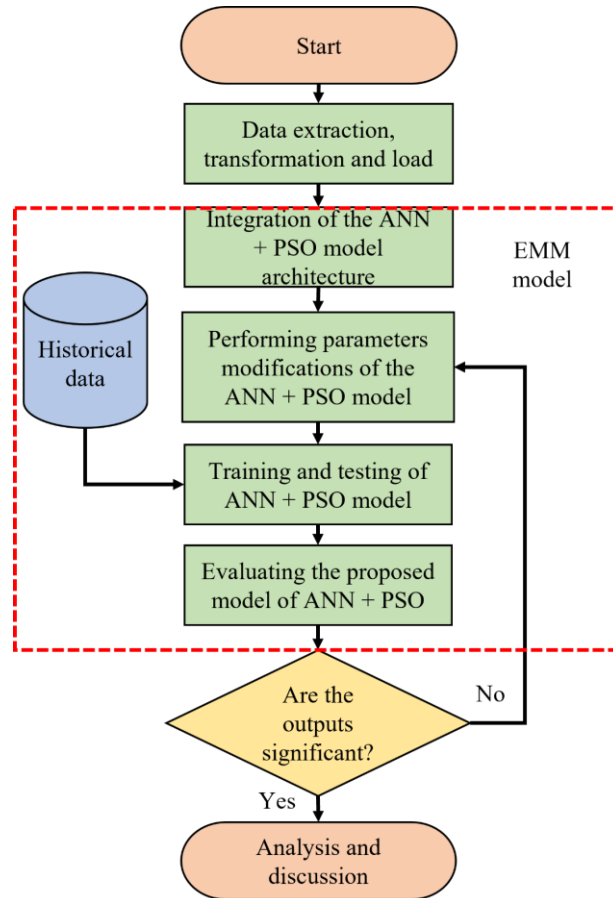 Start
Data extraction,
transformation and load
Integration of the ANN
+ PSO model
architecture
EMM
model
Historical
data
Performing parameters
modifications of the
ANN + PSO model
Training and testing of
ANN + PSO model
Evaluating the proposed
model of ANN + PSO
Are the
outputs
significant?
No
Yes
Analysis and
discussion